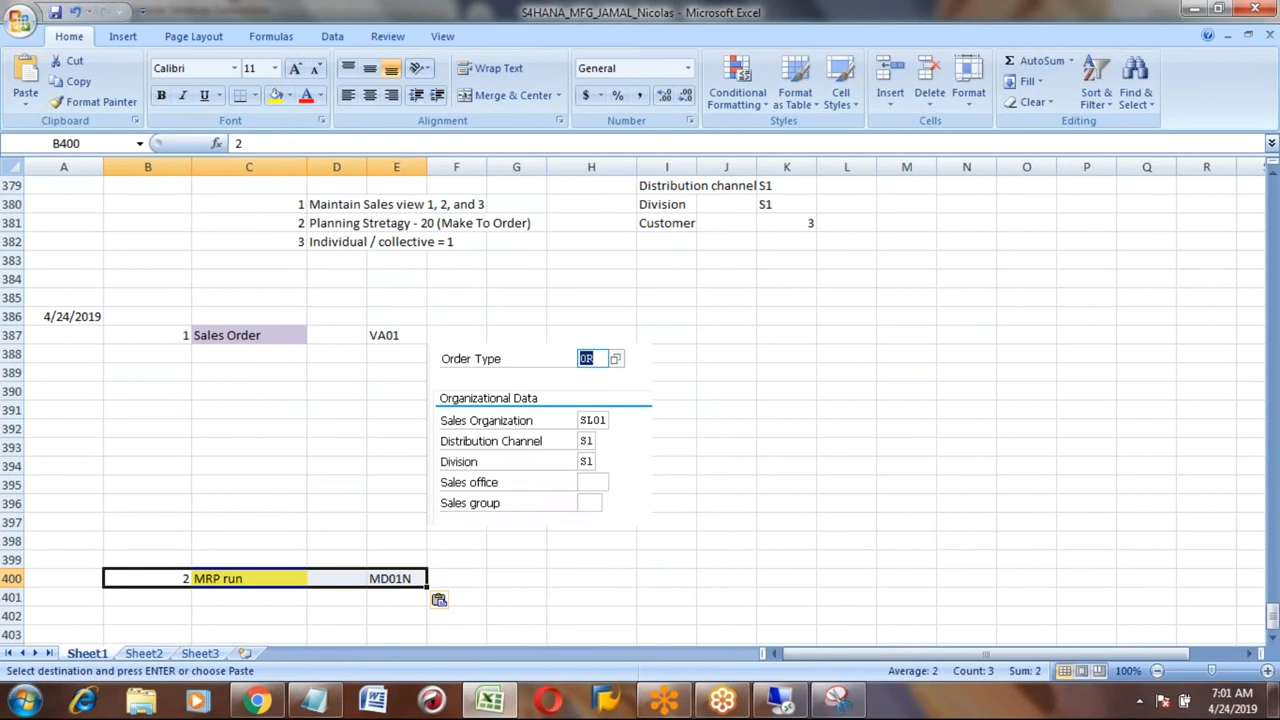 S4HANA_MFG_JAMAL_Nicolas - Microsoft Excel
Home Insert Page Layout Formulas Data Review View
Paste
Cut
Copy
Format Painter
Clipboard
Calibri 11
B I U
Font
Wrap Text
Merge & Center
Alignment
General
$ % ,
Number
Conditional Formatting
Format as Table
Cell Styles
Styles
Insert Delete Format
Cells
AutoSum
Fill
Clear
Sort & Filter
Find & Select
Editing
B400 fx 2
A B C D E F G H I J K L M N O P Q R
379 Distribution channel S1
380 1 Maintain Sales view 1, 2, and 3 Division S1
381 2 Planning Stretagy - 20 (Make To Order) Customer 3
382 3 Individual / collective = 1
383
384
385
386 4/24/2019
387 1 Sales Order VA01
388 Order Type OR
389
390 Organizational Data
391 Sales Organization SL01
392 Distribution Channel S1
393
394 Division S1
395 Sales office
396 Sales group
397
398
399
400 2 MRP run MD01N
401
402
403
Sheet1 Sheet2 Sheet3
Select destination and press ENTER or choose Paste Average: 2 Count: 3 Sum: 2 100%
7:01 AM
4/24/2019